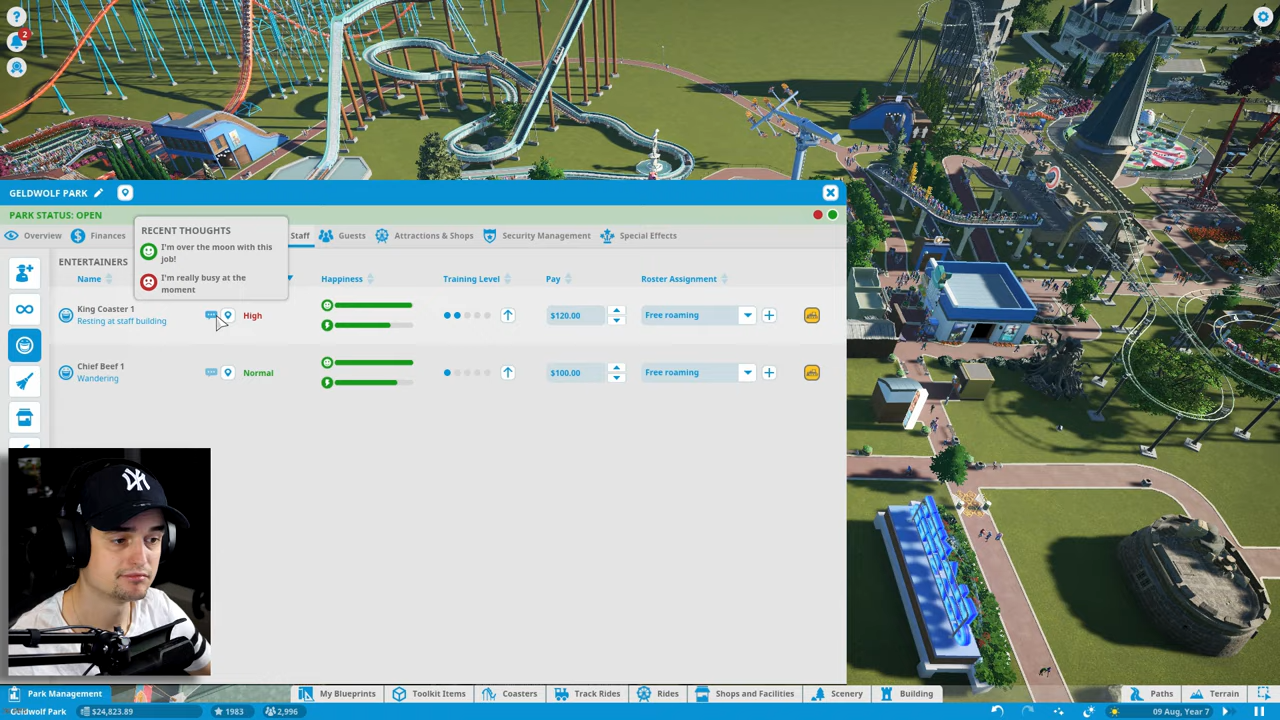 ?
2
GELDWOLF PARK
PARK STATUS: OPEN
Overview
Finances
Staff
Guests
Attractions & Shops
Security Management
Special Effects
RECENT THOUGHTS
I'm over the moon with this
job!
I'm really busy at the
moment
ENTERTAINERS
Name
Happiness
Training Level
Pay
Roster Assignment
King Coaster 1
Resting at staff building
High
$120.00
Free roaming
Chief Beef 1
Wandering
Normal
$100.00
Free roaming
NY
Park Management
My Blueprints
Toolkit Items
Coasters
Track Rides
Rides
Shops and Facilities
Scenery
Building
Paths
Terrain
Geldwolf Park
$24,823.89
1983
2,996
09 Aug, Year 7